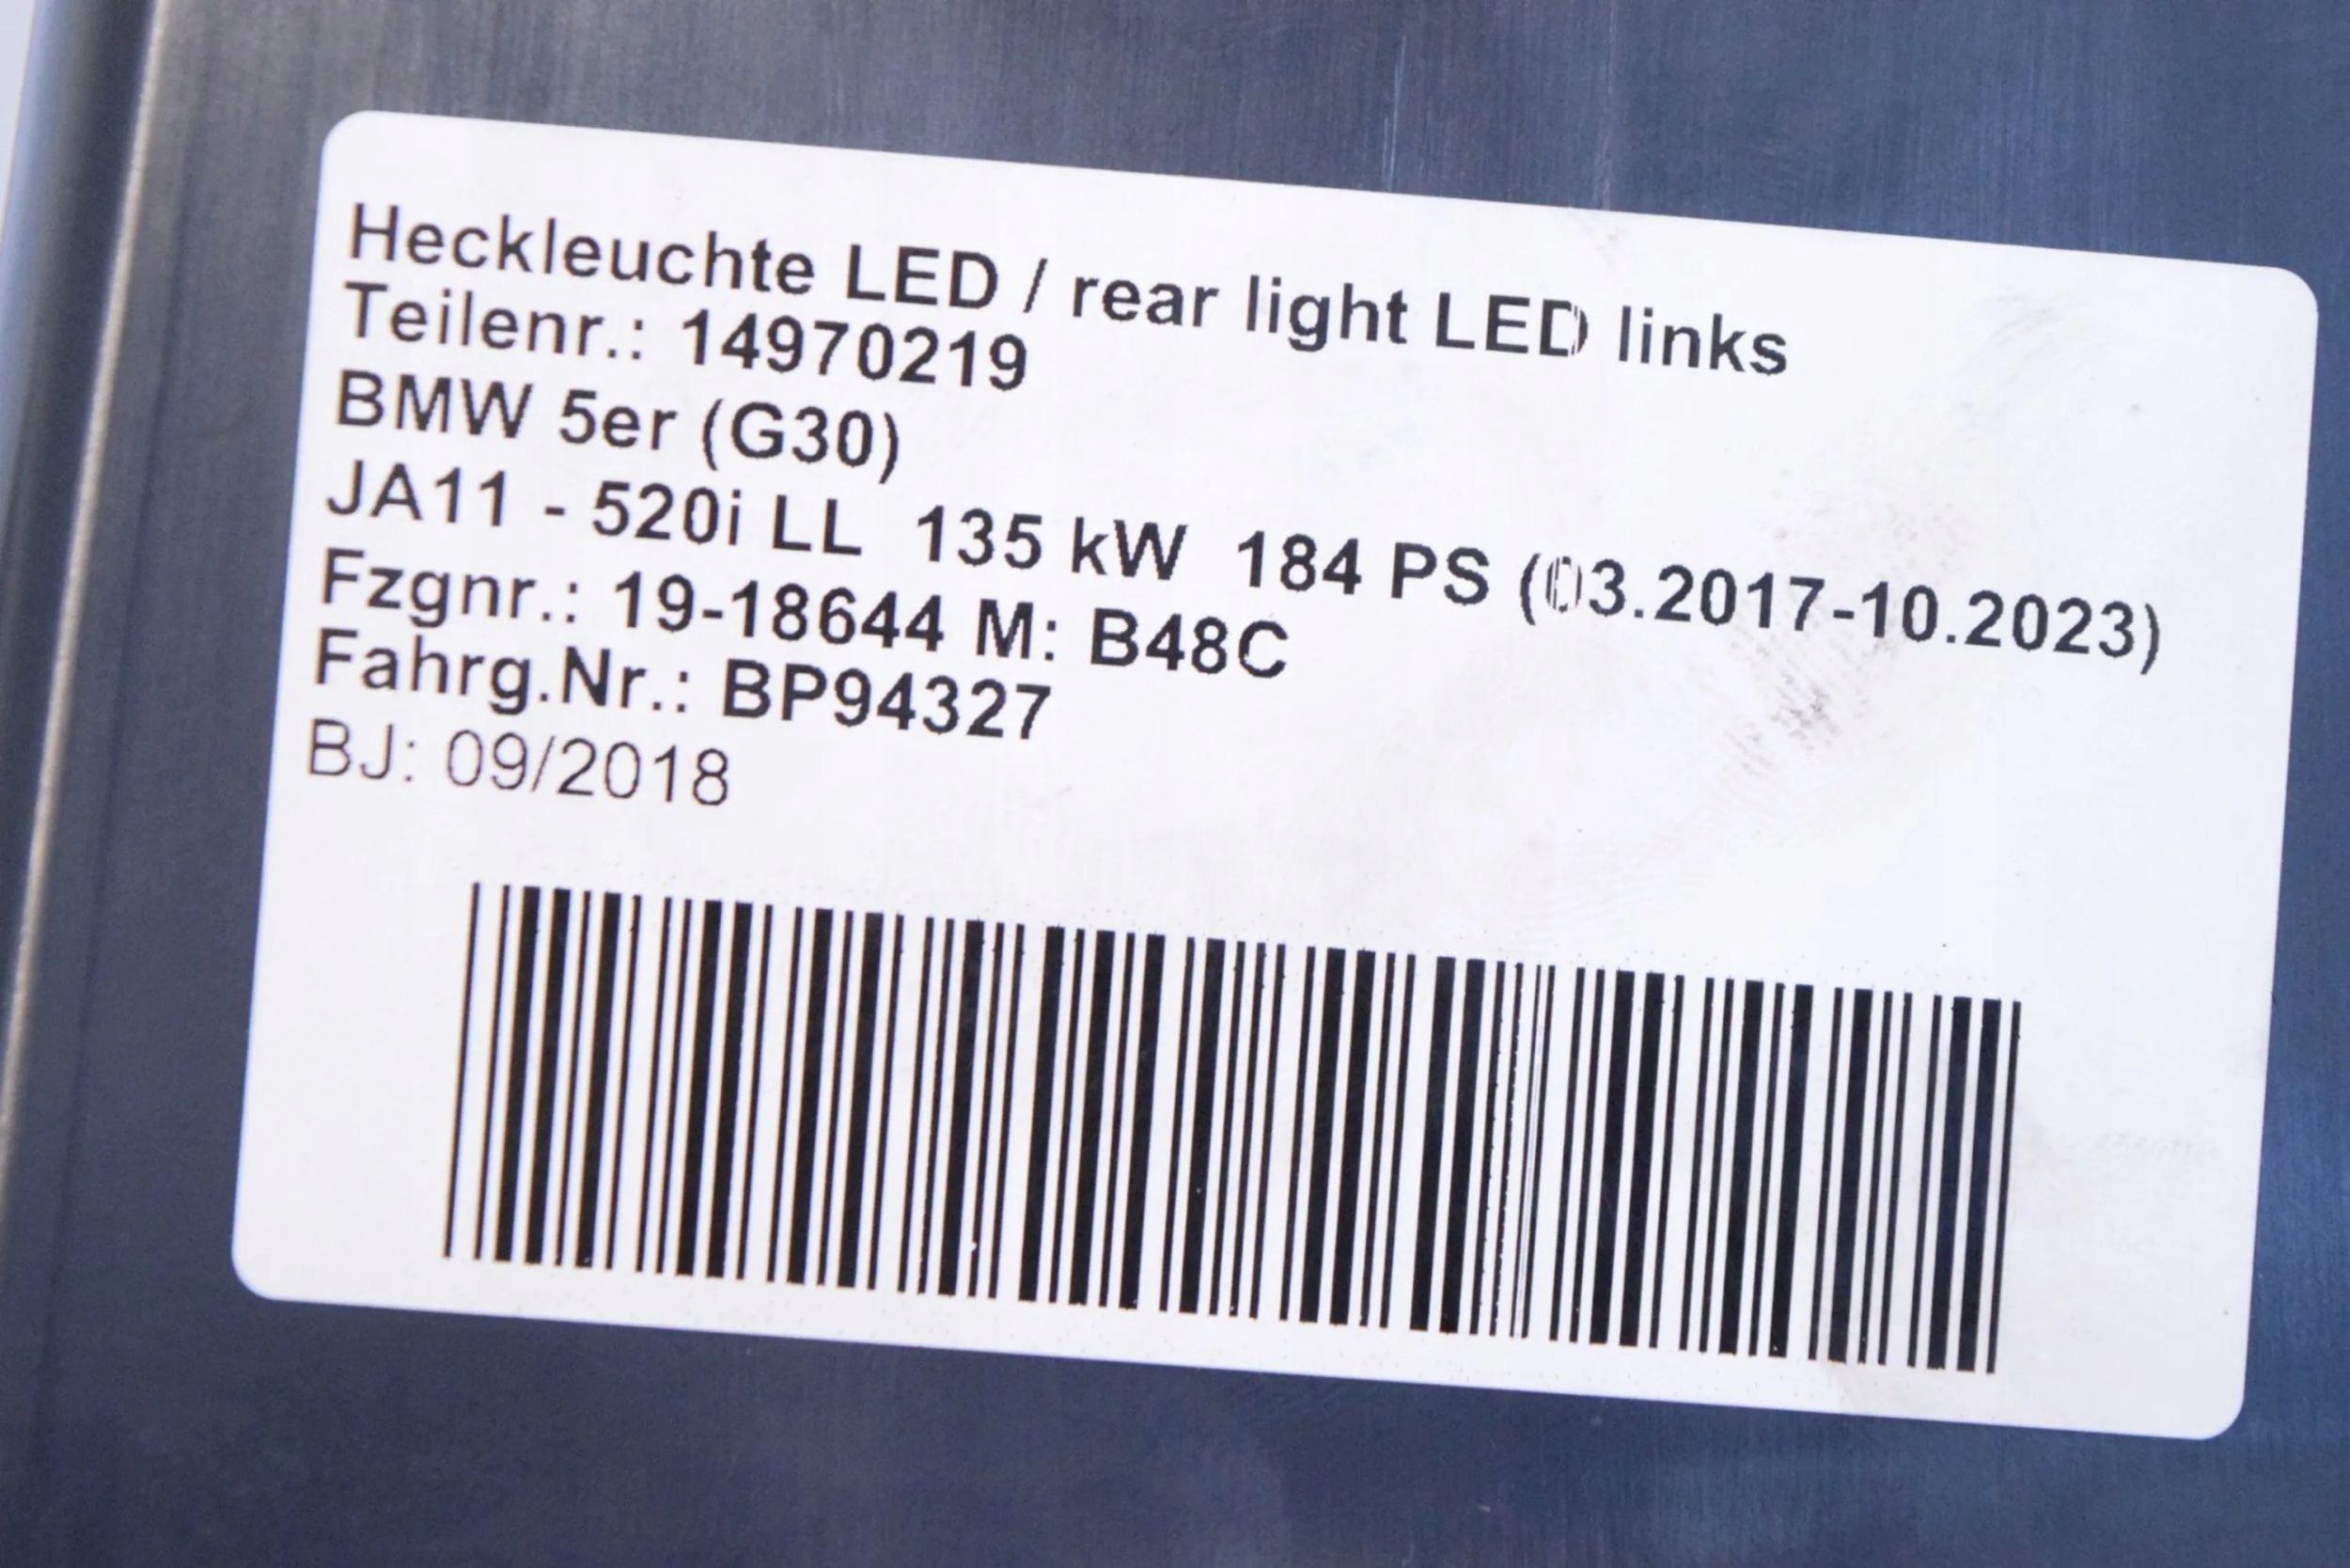 Heckleuchte LED / rear light LED links
Teilenr.: 14970219
BMW 5er (G30)
JA11 - 520i LL 135 kW 184 PS (03.2017-10.2023)
Fzgnr.: 19-18644 M: B48C
Fahrg.Nr.: BP94327
BJ: 09/2018